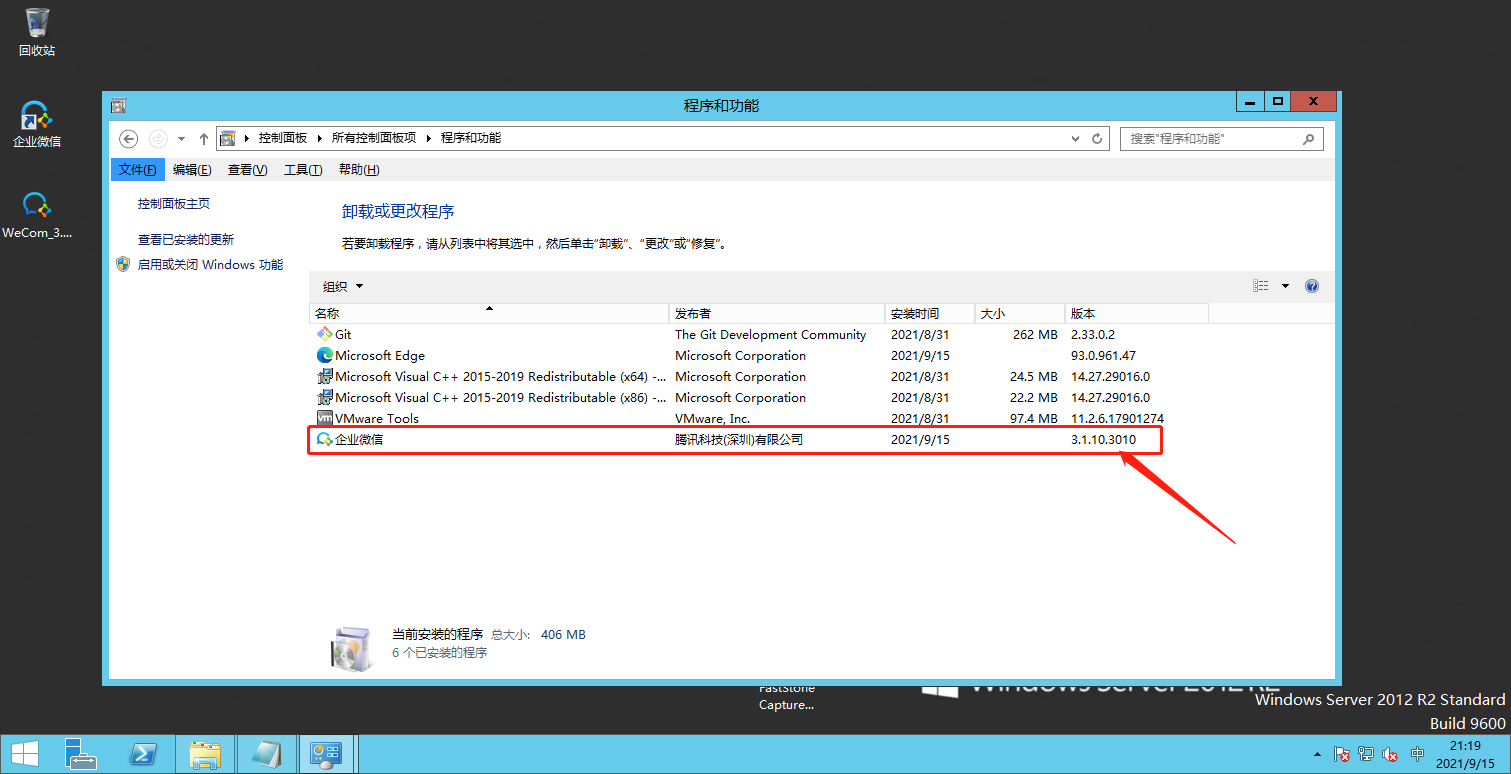 回收站
企业微信
WeCom_3....
程序和功能
控制面板 所有控制面板项 程序和功能
搜索"程序和功能"
文件(F) 编辑(E) 查看(V) 工具(T) 帮助(H)
控制面板主页
查看已安装的更新
启用或关闭 Windows 功能
卸载或更改程序
若要卸载程序，请从列表中将其选中，然后单击"卸载"、"更改"或"修复"。
组织
名称 发布者 安装时间 大小 版本
Git The Git Development Community 2021/8/31 262 MB 2.33.0.2
Microsoft Edge Microsoft Corporation 2021/9/15 93.0.961.47
Microsoft Visual C++ 2015-2019 Redistributable (x64) -... Microsoft Corporation 2021/8/31 24.5 MB 14.27.29016.0
Microsoft Visual C++ 2015-2019 Redistributable (x86) -... Microsoft Corporation 2021/8/31 22.2 MB 14.27.29016.0
VMware Tools VMware, Inc. 2021/8/31 97.4 MB 11.2.6.17901274
企业微信 腾讯科技(深圳)有限公司 2021/9/15 3.1.10.3010
当前安装的程序 总大小: 406 MB
6 个已安装的程序
FastStone
Capture...
Windows Server 2012 R2
Windows Server 2012 R2 Standard
Build 9600
中
21:19
2021/9/15